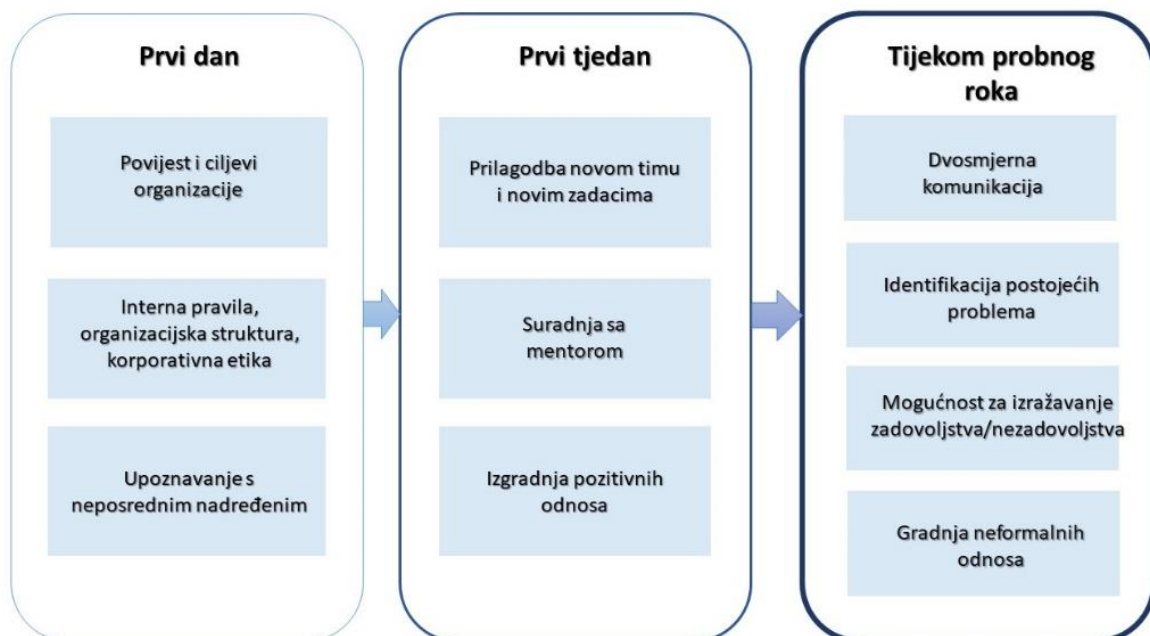 Prvi dan
Povijest i ciljevi
organizacije
Interna pravila,
organizacijska struktura,
korporativna etika
Upoznavanje s
neposrednim nadređenim
Prvi tjedan
Prilagodba novom timu
i novim zadacima
Suradnja sa
mentorom
Izgradnja pozitivnih
odnosa
Tijekom probnog
roka
Dvosmjerna
komunikacija
Identifikacija postojećih
problema
Mogućnost za izražavanje
zadovoljstva/nezadovoljstva
Gradnja neformalnih
odnosa